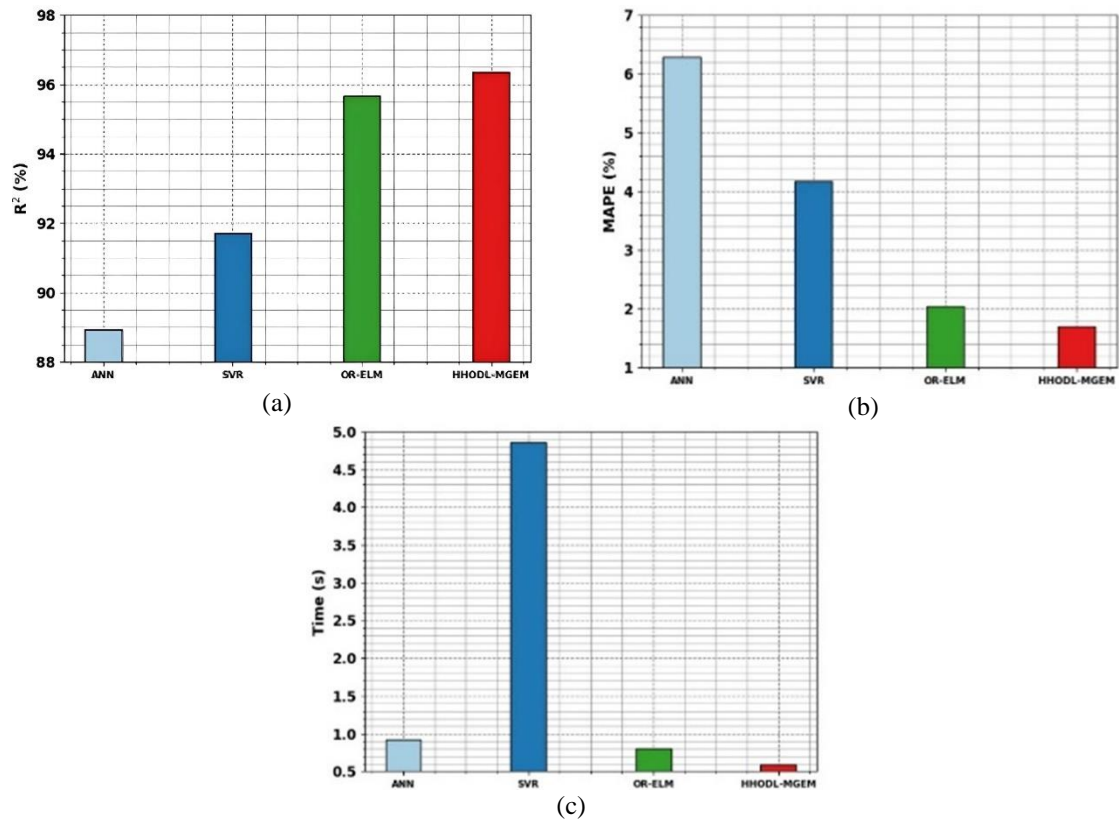 98
96
94
92
90
88
R² (%)
ANN SVR OR-ELM HHODL-MGEM
(a)
7
6
5
4
3
2
1
MAPE (%)
ANN SVR OR-ELM HHODL-MGEM
(b)
5.0
4.5
4.0
3.5
3.0
2.5
2.0
1.5
1.0
0.5
Time (s)
ANN SVR OR-ELM HHODL-MGEM
(c)